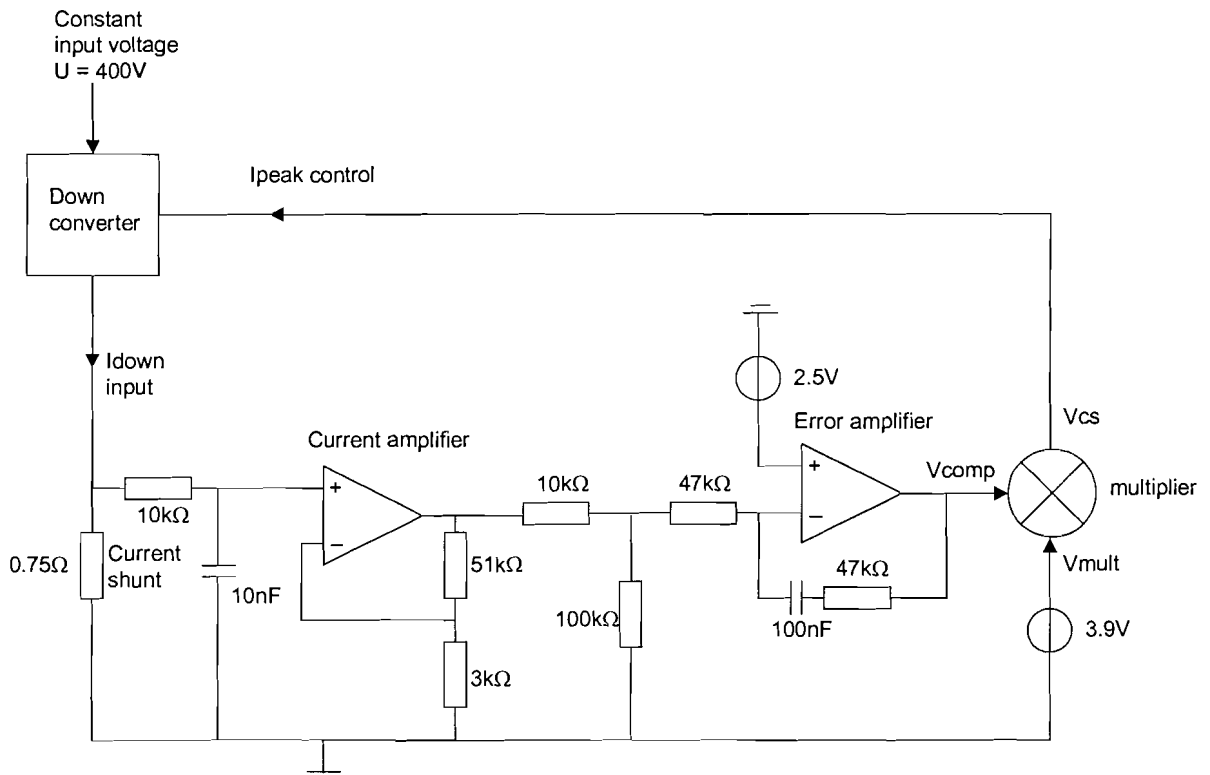 Constant
input voltage
U = 400V
Down
converter
Ipeak control
Idown
input
10kΩ
0.75Ω
Current
shunt
10nF
Current amplifier
+
−
51kΩ
3kΩ
10kΩ
100kΩ
47kΩ
2.5V
Error amplifier
+
−
100nF
47kΩ
Vcomp
Vcs
multiplier
Vmult
3.9V